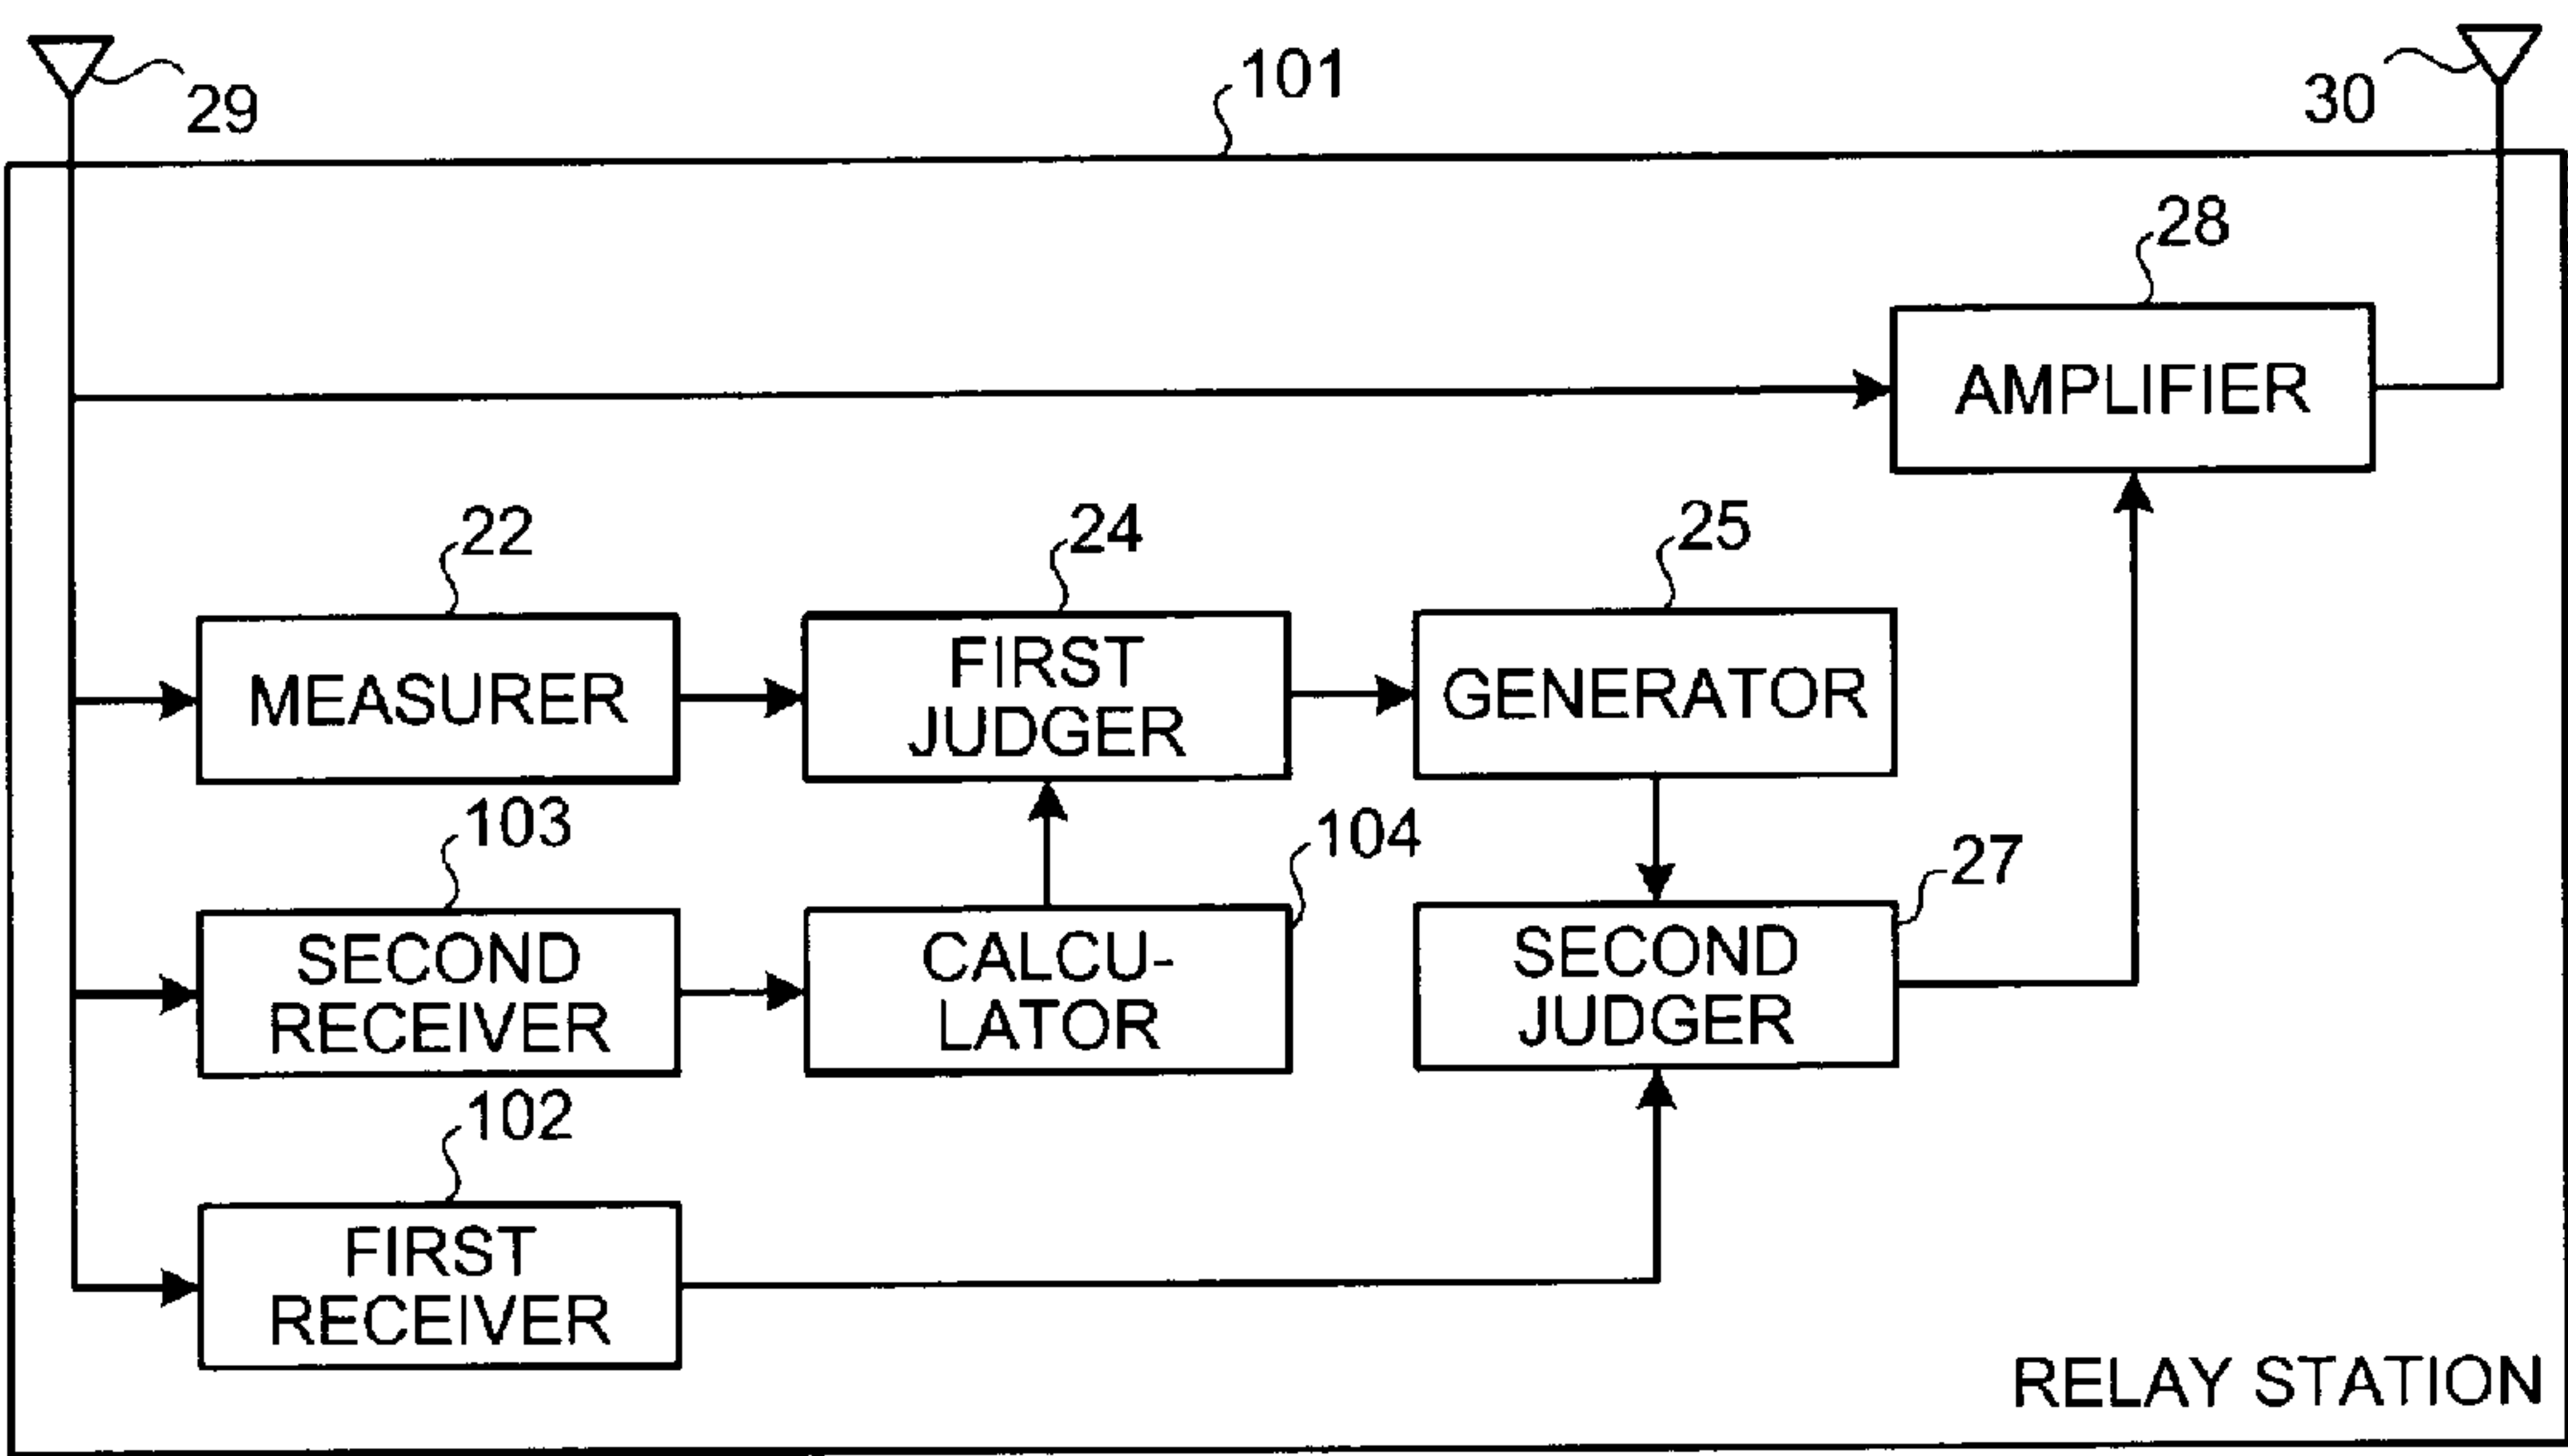 29
101
30
28
AMPLIFIER
22
24
25
MEASURER
FIRST
JUDGER
GENERATOR
103
104
27
SECOND
RECEIVER
CALCU-
LATOR
SECOND
JUDGER
102
FIRST
RECEIVER
RELAY STATION